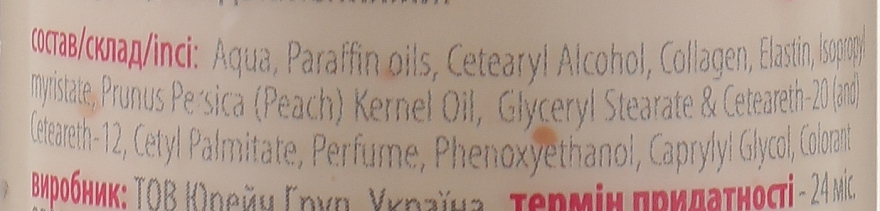 состав/склад/inci: Aqua, Paraffin oils, Cetearyl Alcohol, Collagen, Elastin, Isopropyl
myristate, Prunus Persica (Peach) Kernel Oil, Glyceryl Stearate & Ceteareth-20 (and)
Ceteareth-12, Cetyl Palmitate, Perfume, Phenoxyethanol, Caprylyl Glycol, Colorant
виробник: ТОВ Юрейн Груп, Україна термін придатності - 24 міс.